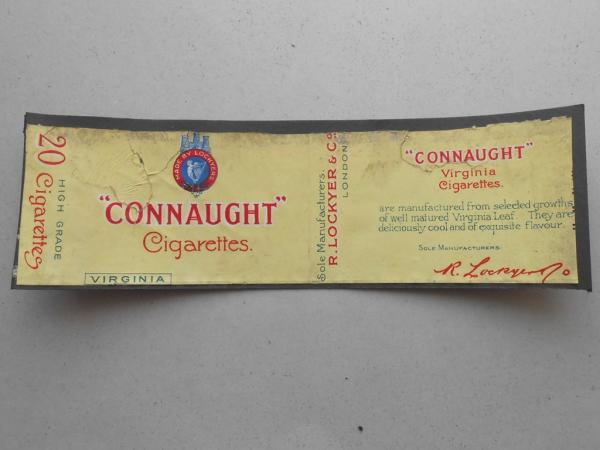 20 Cigarettes
HIGH GRADE
MADE BY LOCKYERS
"CONNAUGHT"
Cigarettes.
VIRGINIA
Sole Manufacturers.
R. LOCKYER & Co.
LONDON
"CONNAUGHT"
Virginia
Cigarettes.
are manufactured from selected growths
of well matured Virginia Leaf. They are
deliciously cool and of exquisite flavour.
SOLE MANUFACTURERS.
R. Lockyer & Co